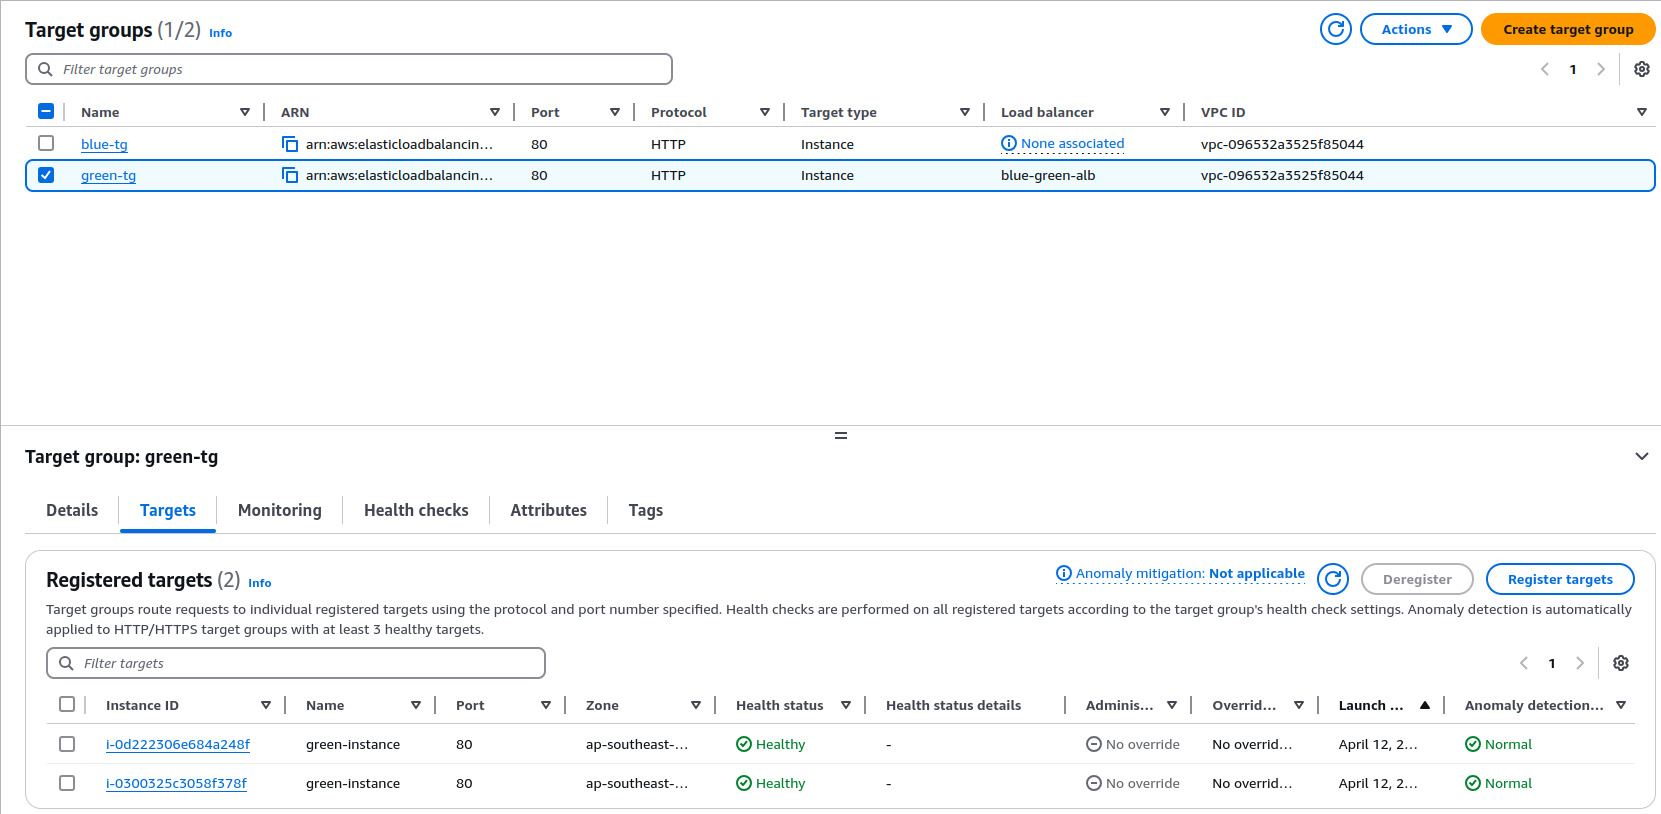 Target groups (1/2) Info
Actions
Create target group
Filter target groups
1
Name ARN Port Protocol Target type Load balancer VPC ID
blue-tg arn:aws:elasticloadbalancin... 80 HTTP Instance None associated vpc-096532a3525f85044
green-tg arn:aws:elasticloadbalancin... 80 HTTP Instance blue-green-alb vpc-096532a3525f85044
Target group: green-tg
Details Targets Monitoring Health checks Attributes Tags
Registered targets (2) Info
Anomaly mitigation: Not applicable
Deregister
Register targets
Target groups route requests to individual registered targets using the protocol and port number specified. Health checks are performed on all registered targets according to the target group's health check settings. Anomaly detection is automatically
applied to HTTP/HTTPS target groups with at least 3 healthy targets.
Filter targets
1
Instance ID Name Port Zone Health status Health status details Adminis... Overrid... Launch ... Anomaly detection...
i-0d222306e684a248f green-instance 80 ap-southeast-... Healthy - No override No overrid... April 12, 2... Normal
i-0300325c3058f378f green-instance 80 ap-southeast-... Healthy - No override No overrid... April 12, 2... Normal